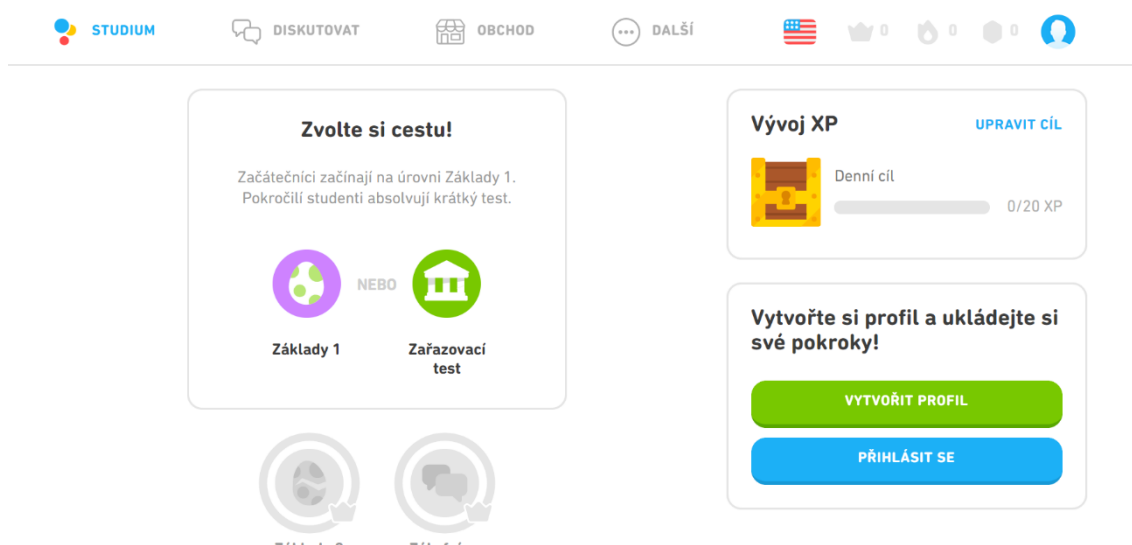 STUDIUM
DISKUTOVAT
OBCHOD
DALŠÍ
0
0
0
Zvolte si cestu!
Začátečníci začínají na úrovni Základy 1.
Pokročilí studenti absolvují krátký test.
NEBO
Základy 1
Zařazovací
test
Vývoj XP
UPRAVIT CÍL
Denní cíl
0/20 XP
Vytvořte si profil a ukládejte si
své pokroky!
VYTVOŘIT PROFIL
PŘIHLÁSIT SE